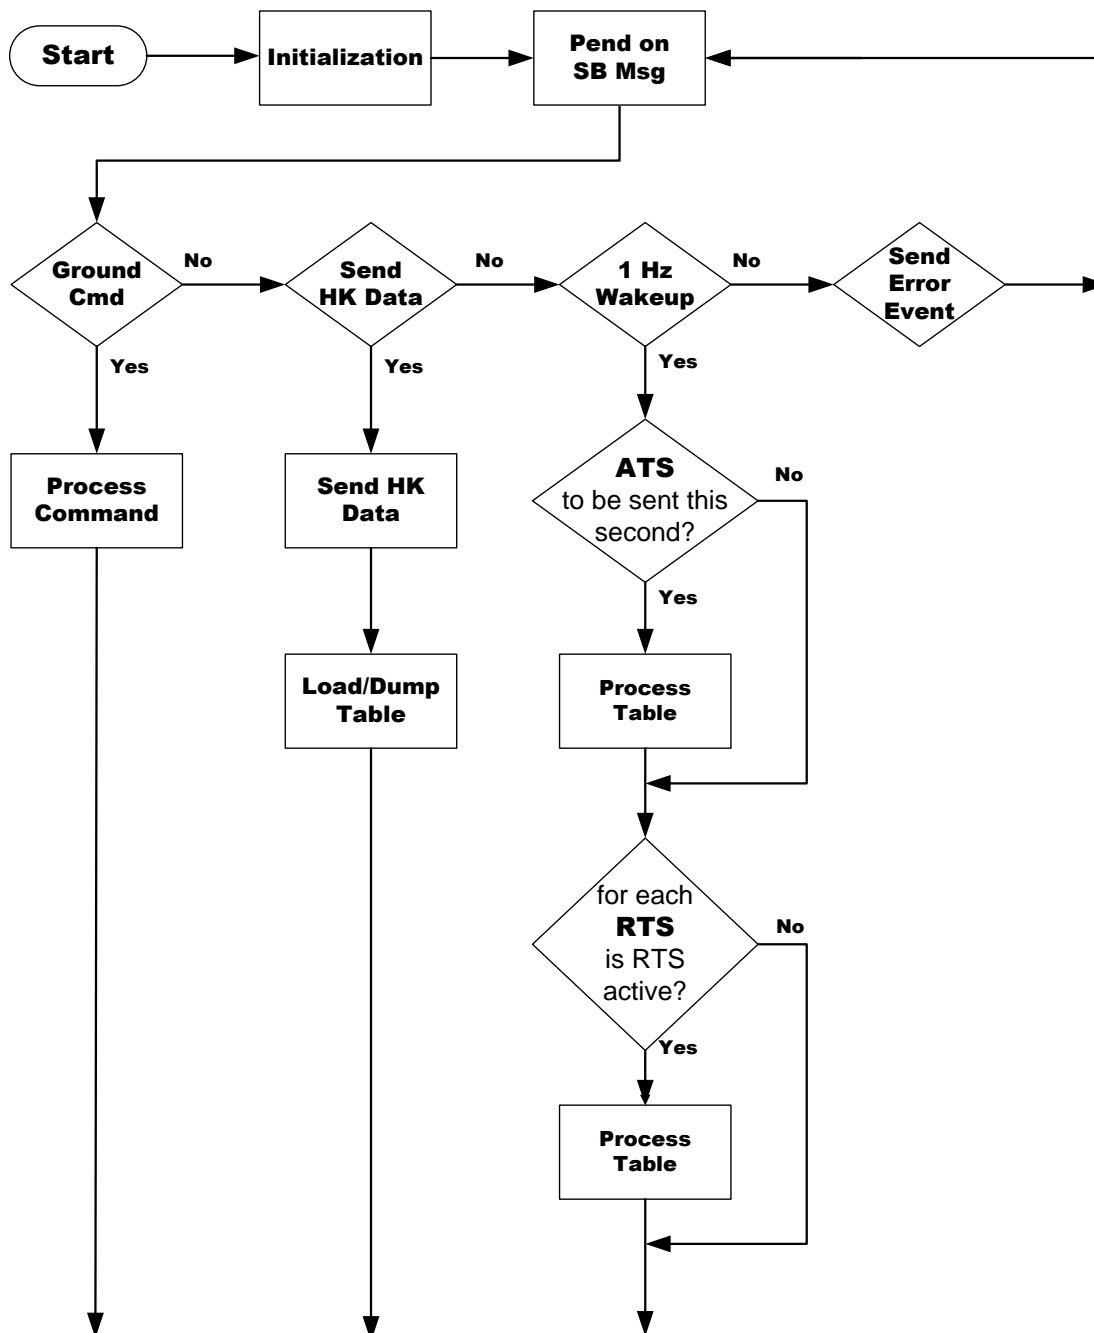 Start
Initialization
Pend on
SB Msg
Ground
Cmd
No
Send
HK Data
No
1 Hz
Wakeup
No
Send
Error
Event
Yes
Yes
Yes
Process
Command
Send HK
Data
ATS
to be sent this
second?
No
Yes
Load/Dump
Table
Process
Table
for each
RTS
is RTS
active?
No
Yes
Process
Table